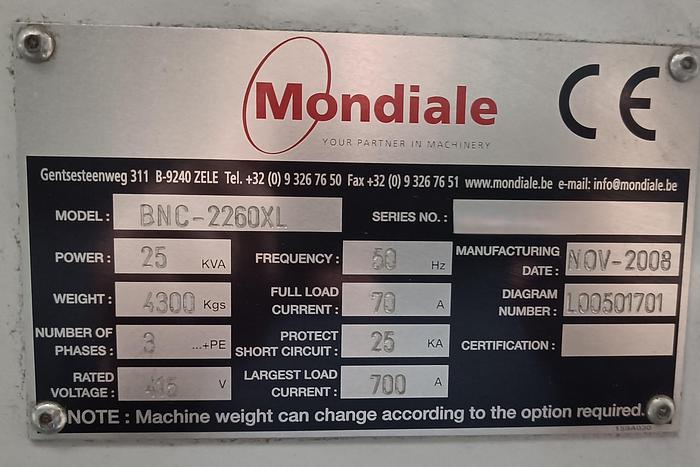 Mondiale
YOUR PARTNER IN MACHINERY
CE
Gentsesteenweg 311 B-9240 ZELE Tel. +32 (0) 9 326 76 50 Fax +32 (0) 9 326 76 51 www.mondiale.be e-mail: info@mondiale.be
MODEL : BNC-2260XL SERIES NO. :
POWER : 25 KVA FREQUENCY : 50 Hz MANUFACTURING DATE : NOV-2008
WEIGHT : 4300 Kgs FULL LOAD CURRENT : 70 A DIAGRAM NUMBER : L00501701
NUMBER OF PHASES : 3 ...+PE PROTECT SHORT CIRCUIT : 25 KA CERTIFICATION :
RATED VOLTAGE : 415 V LARGEST LOAD CURRENT : 700 A
NOTE : Machine weight can change according to the option required.
153A030